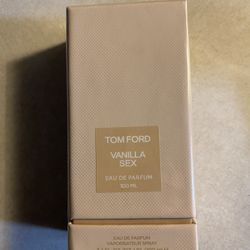 TOM FORD
VANILLA
SEX
EAU DE PARFUM
100 ML
EAU DE PARFUM
VAPORISATEUR SPRAY